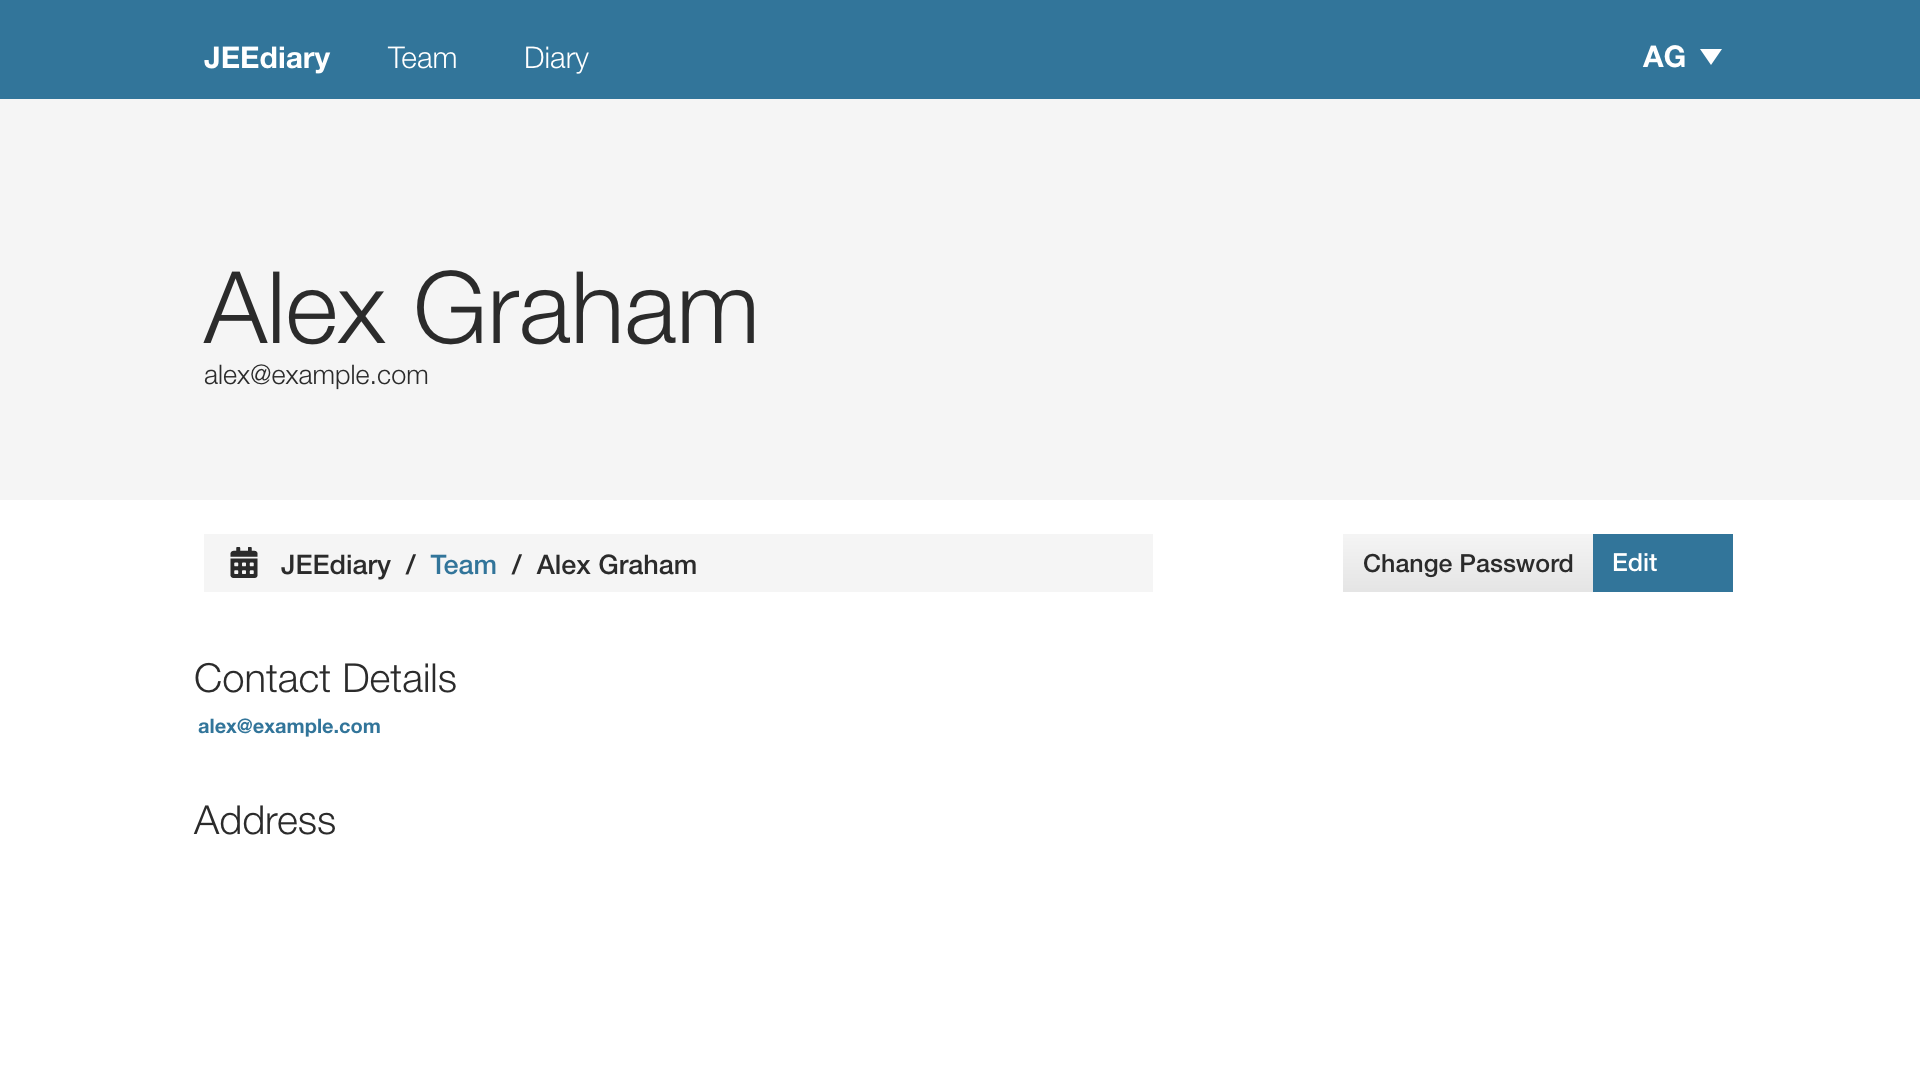 JEEdiary Team Diary AG
Alex Graham
alex@example.com
JEEdiary / Team / Alex Graham
Change Password Edit
Contact Details
alex@example.com
Address